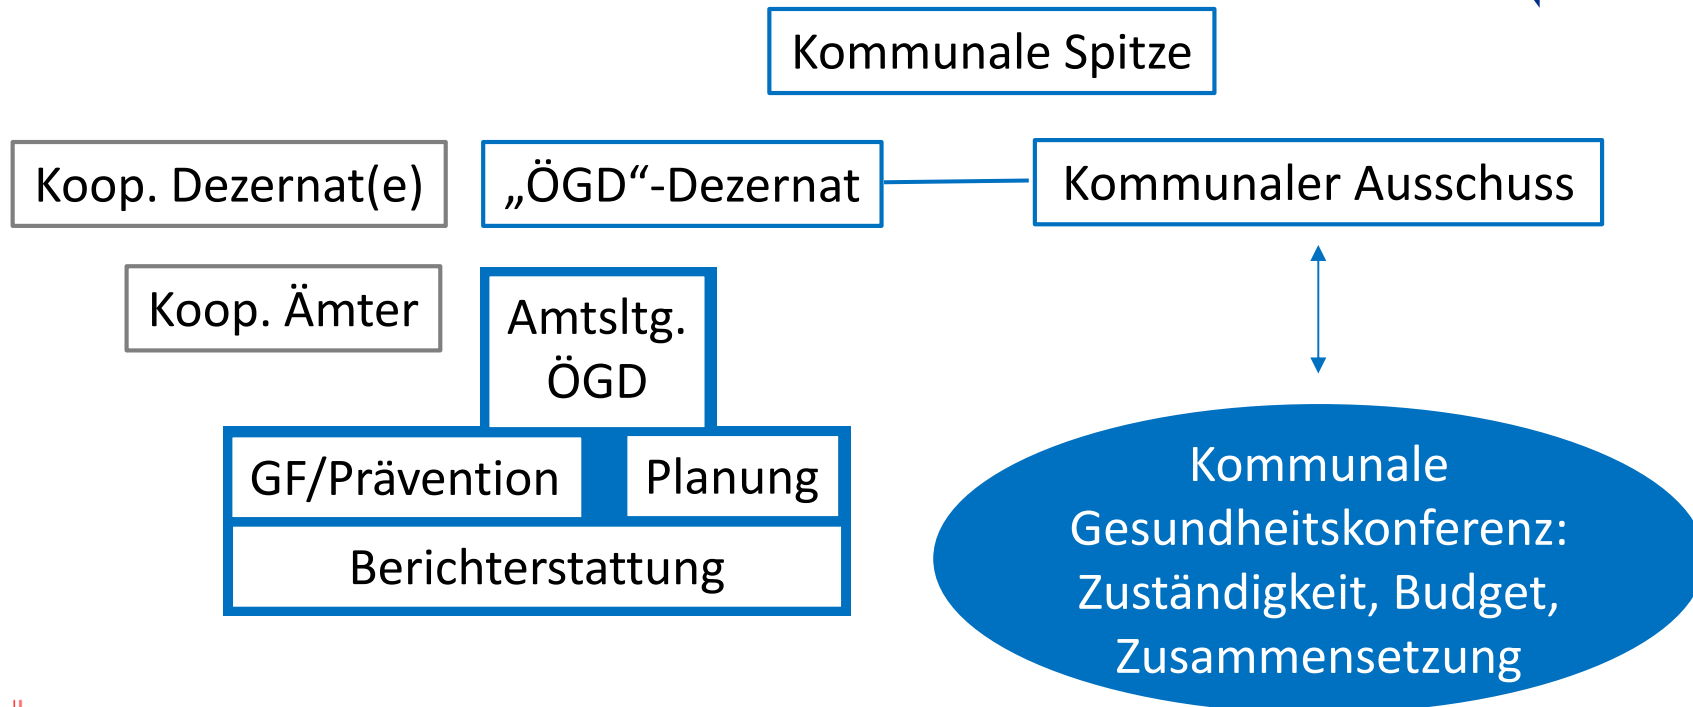 Kommunale Spitze
Koop. Dezernat(e)
„ÖGD“-Dezernat
Kommunaler Ausschuss
Koop. Ämter
Amtsltg.
ÖGD
GF/Prävention
Planung
Berichterstattung
Kommunale
Gesundheitskonferenz:
Zuständigkeit, Budget,
Zusammensetzung